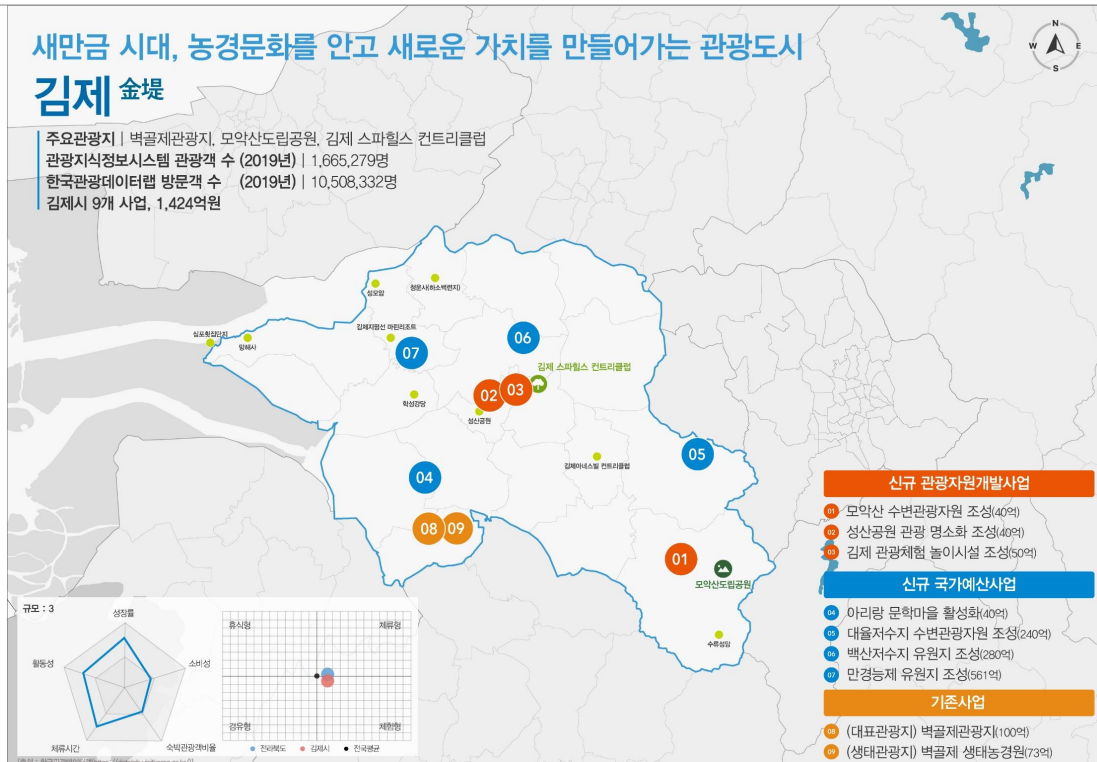 새만금 시대, 농경문화를 안고 새로운 가치를 만들어가는 관광도시
김제 金堤
주요관광지 | 벽골제관광지, 모악산도립공원, 김제 스파힐스 컨트리클럽
관광지식정보시스템 관광객 수 (2019년) | 1,665,279명
한국관광데이터랩 방문객 수 (2019년) | 10,508,332명
김제시 9개 사업, 1,424억원
N
W E
S
성모암
청운사(하소백련지)
심포횟집단지
망해사
김제지평선 마린리조트
07
06
김제 스파힐스 컨트리클럽
02
03
학성강당
성산공원
04
김제아네스빌 컨트리클럽
05
08
09
01
모악산도립공원
수류성당
신규 관광자원개발사업
01 모악산 수변관광자원 조성(40억)
02 성산공원 관광 명소화 조성(40억)
03 김제 관광체험 놀이시설 조성(50억)
신규 국가예산사업
04 아리랑 문학마을 활성화(40억)
05 대율저수지 수변관광자원 조성(240억)
06 백산저수지 유원지 조성(280억)
07 만경능제 유원지 조성(561억)
기존사업
08 (대표관광지) 벽골제관광지(100억)
09 (생태관광지) 벽골제 생태농경원(73억)
규모 : 3
성장률
활동성
소비성
체류시간
숙박관광객비율
휴식형
체류형
경유형
체험형
전라북도
김제시
전국평균